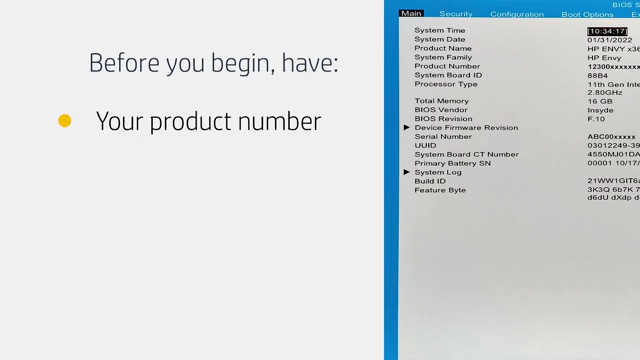 Before you begin, have:
Your product number
BIOS S
Main Security Configuration Boot Options
System Time [10:34:17]
System Date 01/31/2022
Product Name HP ENVY x36
System Family HP Envy
Product Number 12300xxxxxxx
System Board ID 88B4
Processor Type 11th Gen Inte
2.80GHz
Total Memory 16 GB
BIOS Vendor Insyde
BIOS Revision F.10
Device Firmware Revision
Serial Number ABC00xxxxx
UUID 03012249-39
System Board CT Number 4550MJ01DA
Primary Battery SN 00001 10/17/
System Log
Build ID 21WW1GIT6a
Feature Byte 3K3Q 6b7K 7
d6dU dXdp d